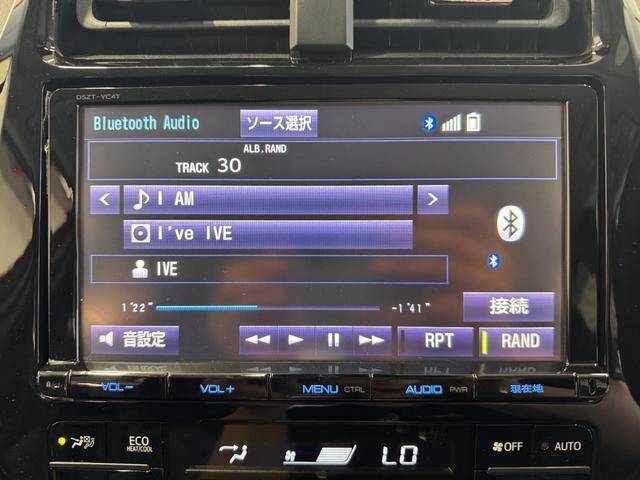 DSZT-YC4T
Bluetooth Audio ソース選択
ALB.RAND
TRACK 30
< I AM >
I've IVE
IVE
1'22" -1'41"
接続
音設定 RPT RAND
VOL− VOL+ MENU CTRL AUDIO PWR 現在地
ECO HEAT/COOL LO OFF AUTO